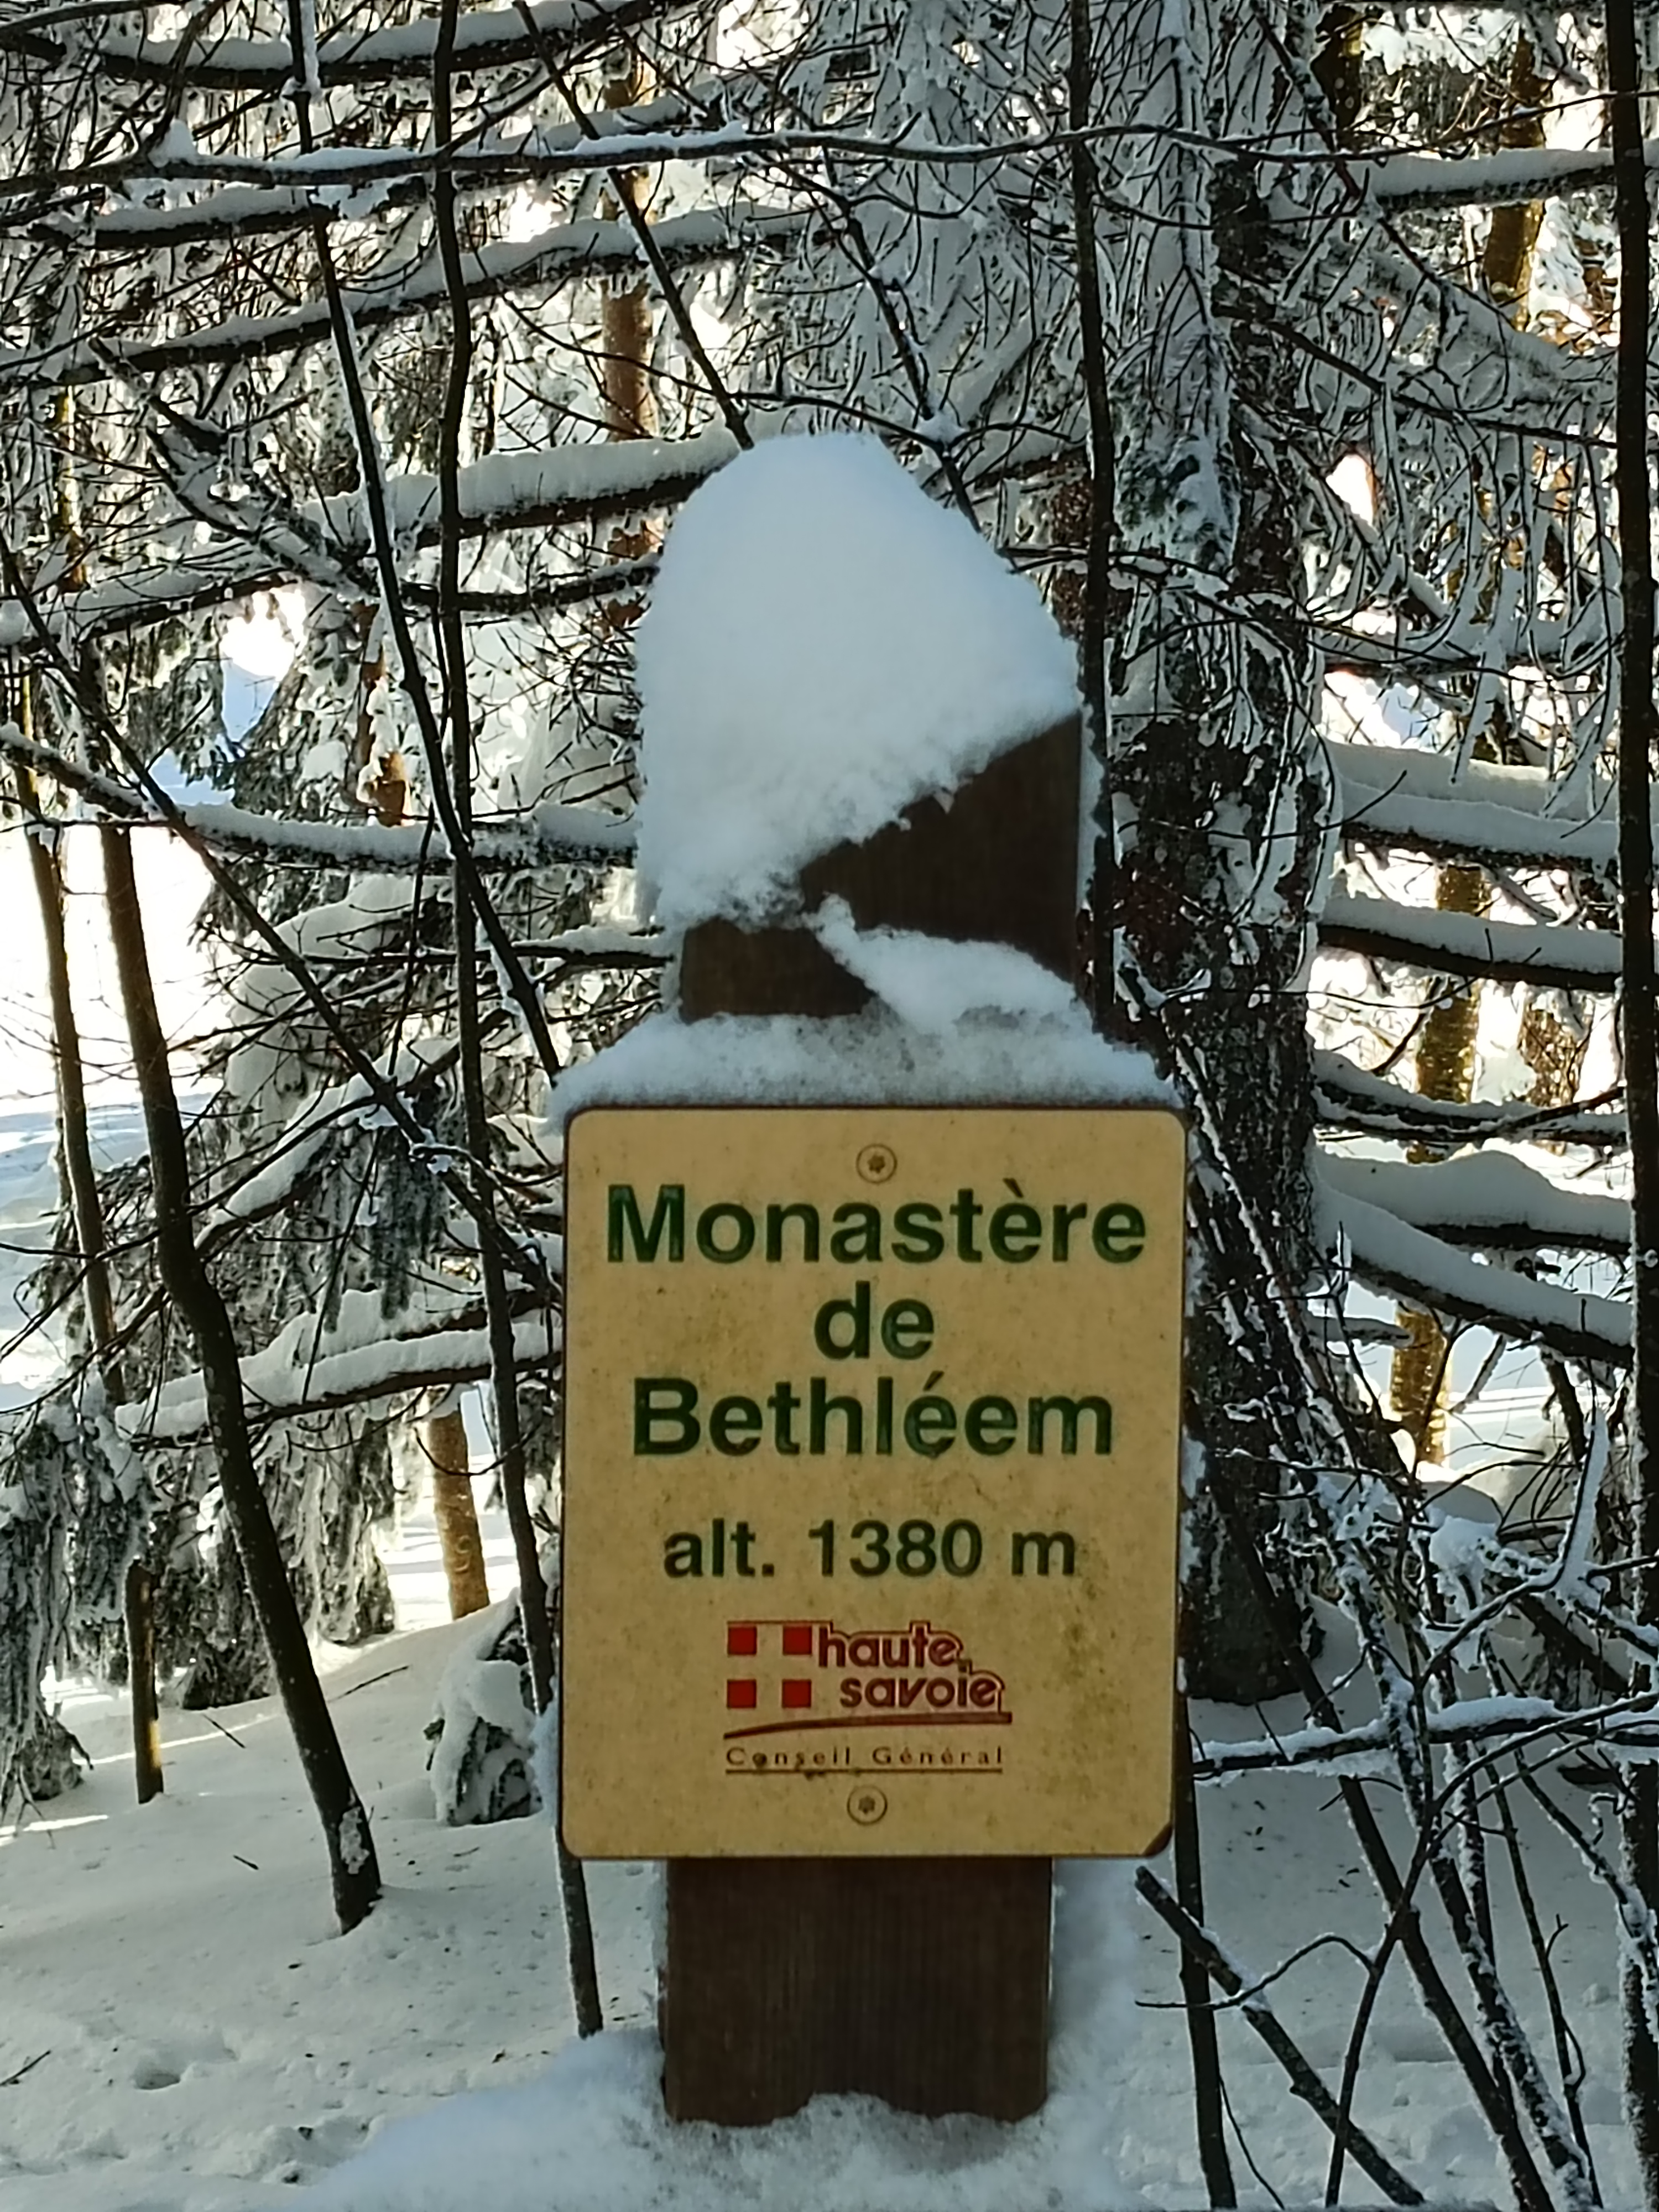 Monastère
de
Bethléem
alt. 1380 m
haute
savoie
Conseil Général